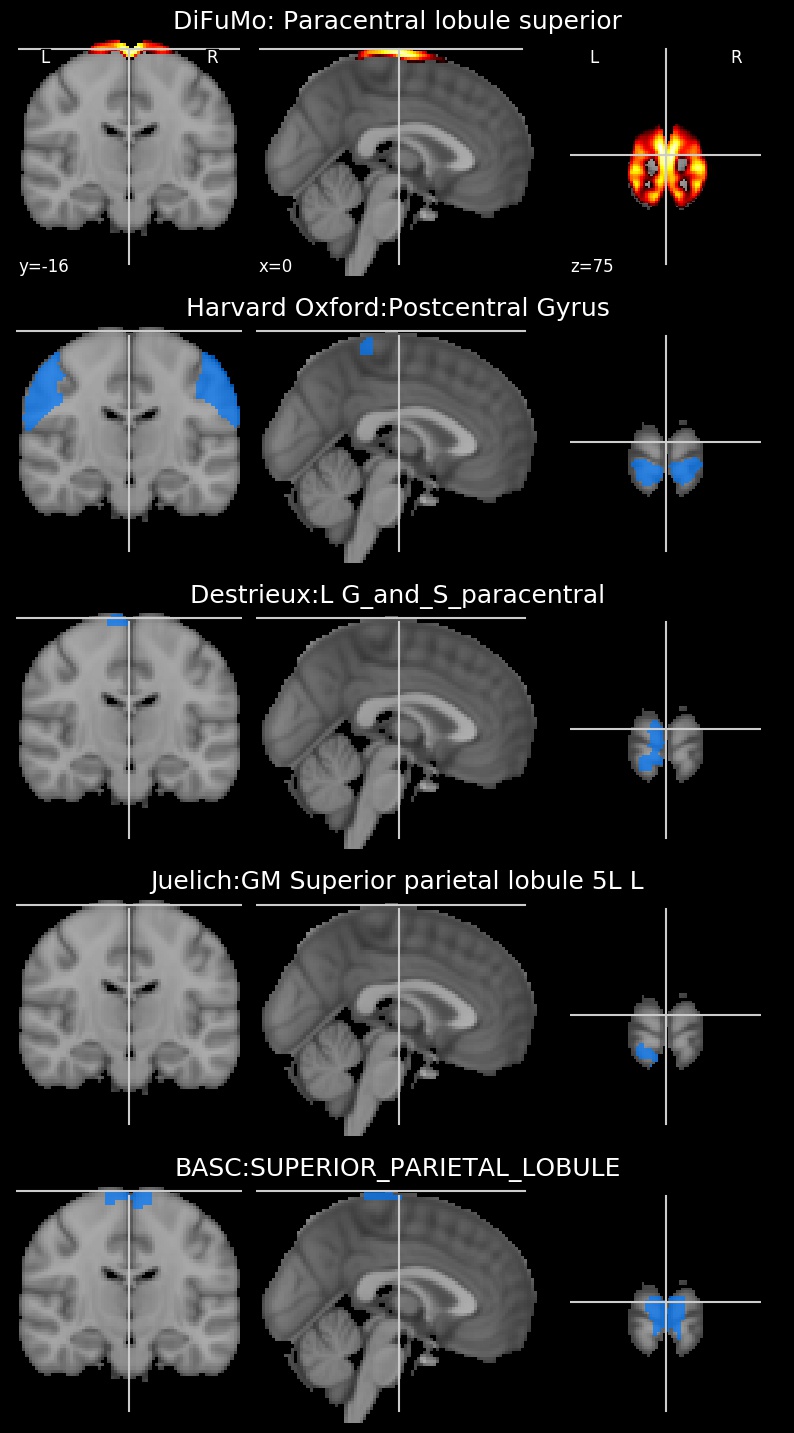 DiFuMo: Paracentral lobule superior
L R L R
y=-16 x=0 z=75
Harvard Oxford:Postcentral Gyrus
Destrieux:L G_and_S_paracentral
Juelich:GM Superior parietal lobule 5L L
BASC:SUPERIOR_PARIETAL_LOBULE